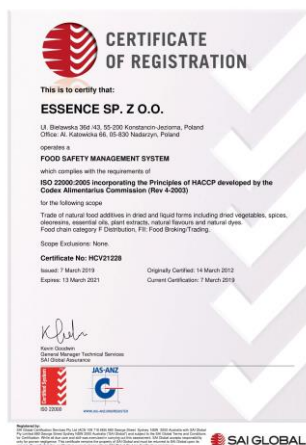 CERTIFICATE
OF REGISTRATION
This is to certify that:
ESSENCE SP. Z O.O.
Ul. Bielawska 36d /43, 55-200 Konstancin-Jeziorna, Poland
Office: Al. Katowicka 66, 05-830 Nadarzyn, Poland
operates a
FOOD SAFETY MANAGEMENT SYSTEM
which complies with the requirements of
ISO 22000:2005 incorporating the Principles of HACCP developed by the
Codex Alimentarius Commission (Rev 4-2003)
for the following scope
Trade of natural food additives in dried and liquid forms including dried vegetables, spices,
oleoresins, essential oils, plant extracts, natural flavours and natural dyes.
Food chain category F Distribution, FII: Food Broking/Trading.
Scope Exclusions: None.
Certificate No: HCV21228
Issued: 7 March 2019
Originally Certified: 14 March 2012
Expires: 13 March 2021
Current Certification: 7 March 2019
Kevin Goodwin
General Manager Technical Services
SAI Global Assurance
Certified System
JAS-ANZ
ISO 22000
SAI GLOBAL